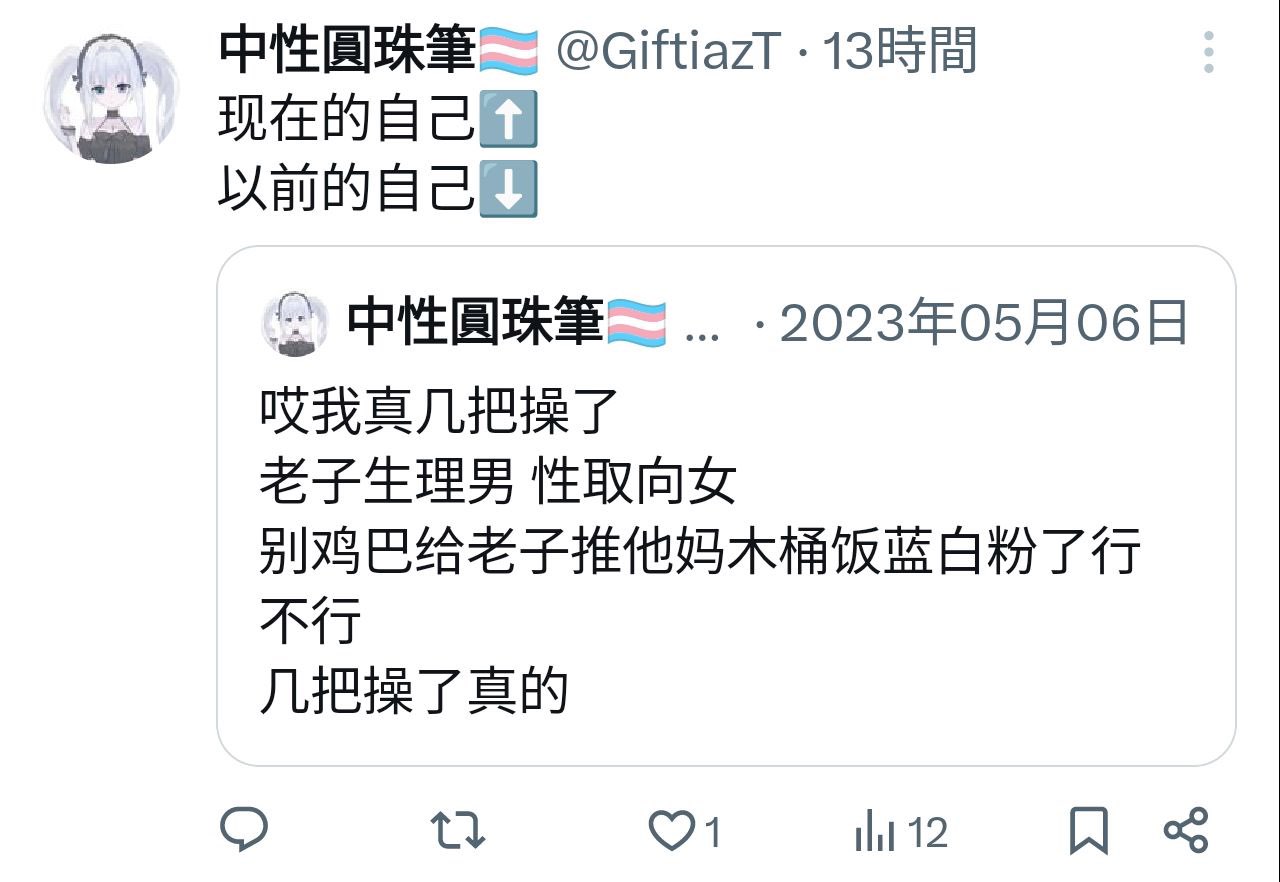 中性圓珠筆🏳️‍⚧️ @GiftiazT · 13時間
现在的自己⬆️
以前的自己⬇️
中性圓珠筆🏳️‍⚧️ ... · 2023年05月06日
哎我真几把操了
老子生理男 性取向女
别鸡巴给老子推他妈木桶饭蓝白粉了行
不行
几把操了真的
1 12